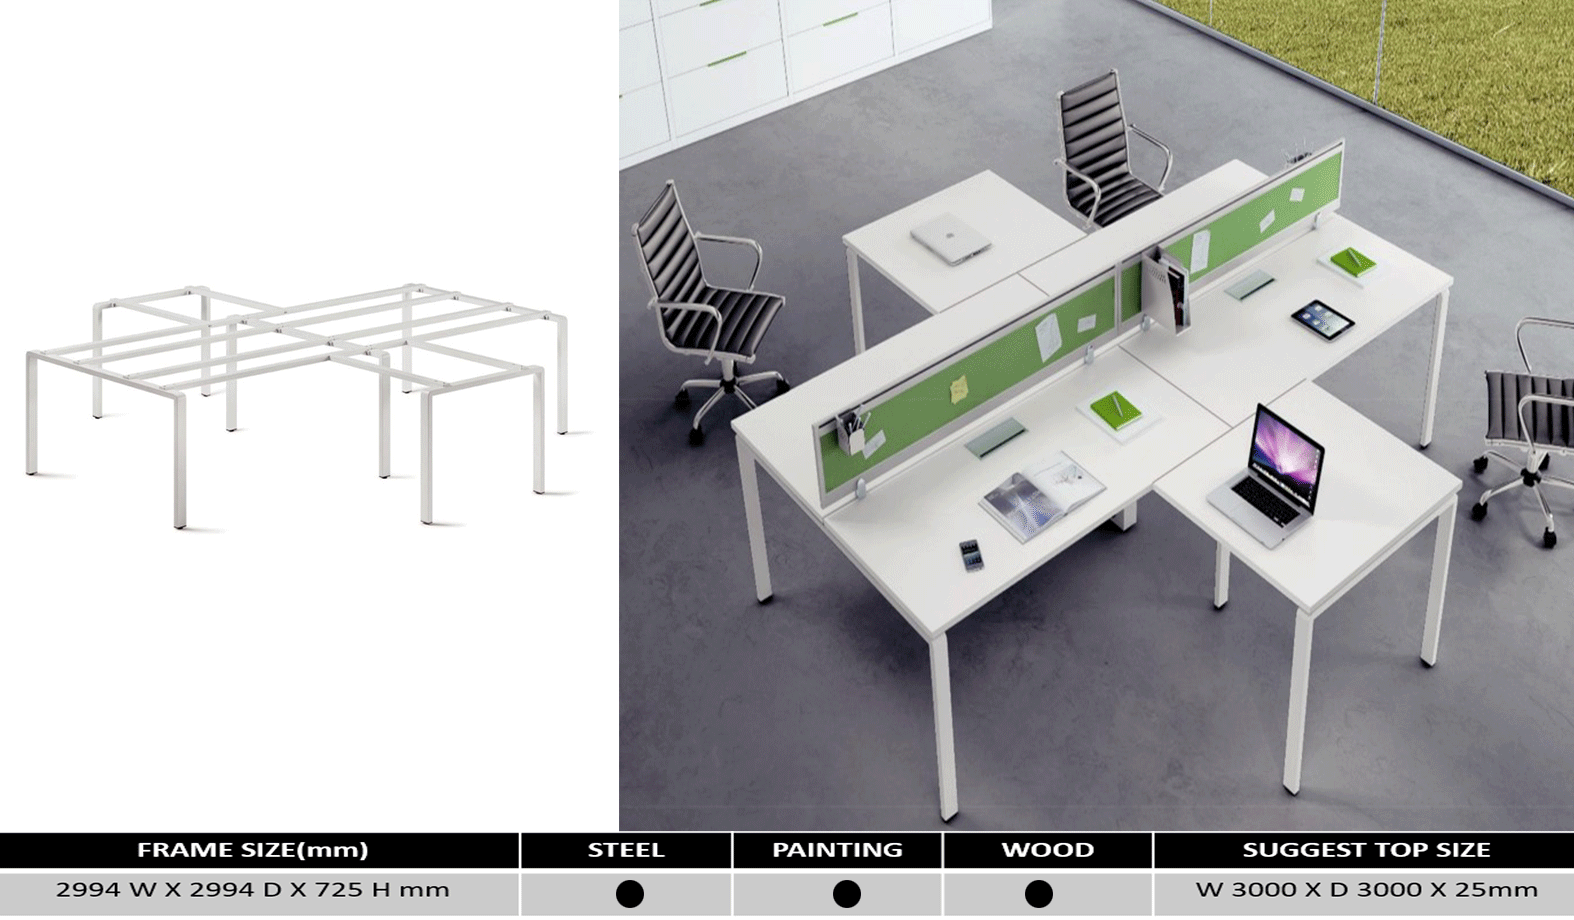 FRAME SIZE(mm) STEEL PAINTING WOOD SUGGEST TOP SIZE
2994 W X 2994 D X 725 H mm ● ● ● W 3000 X D 3000 X 25mm